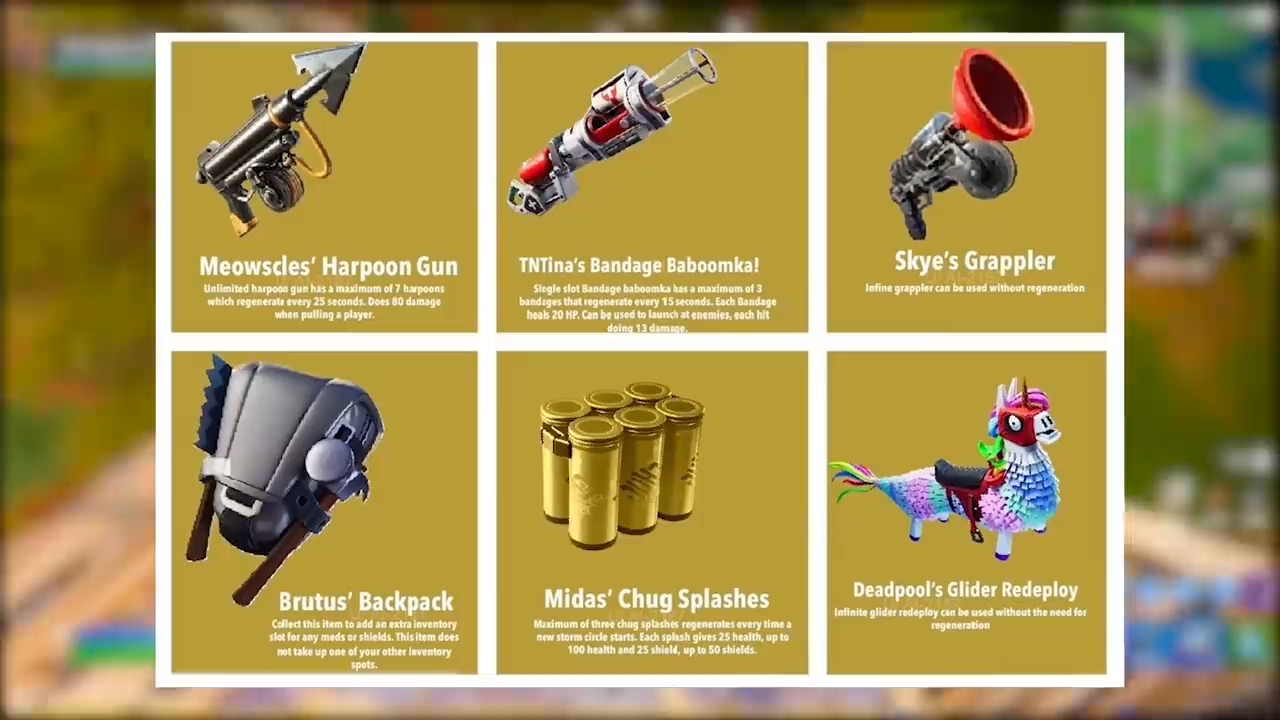 Meowscles' Harpoon Gun
Unlimited harpoon gun has a maximum of 7 harpoons
which regenerate every 25 seconds. Does 80 damage
when pulling a player.
TNTina's Bandage Baboomka!
Single slot Bandage baboomka has a maximum of 3
bandages that regenerate every 15 seconds. Each Bandage
heals 20 HP. Can be used to launch at enemies, each hit
doing 13 damage.
Skye's Grappler
Infine grappler can be used without regeneration
Brutus' Backpack
Collect this item to add an extra inventory
slot for any meds or shields. This item does
not take up one of your other inventory
spots.
Midas' Chug Splashes
Maximum of three chug splashes regenerates every time a
new storm circle starts. Each splash gives 25 health, up to
100 health and 25 shield, up to 50 shields.
Deadpool's Glider Redeploy
Infinite glider redeploy can be used without the need for
regeneration